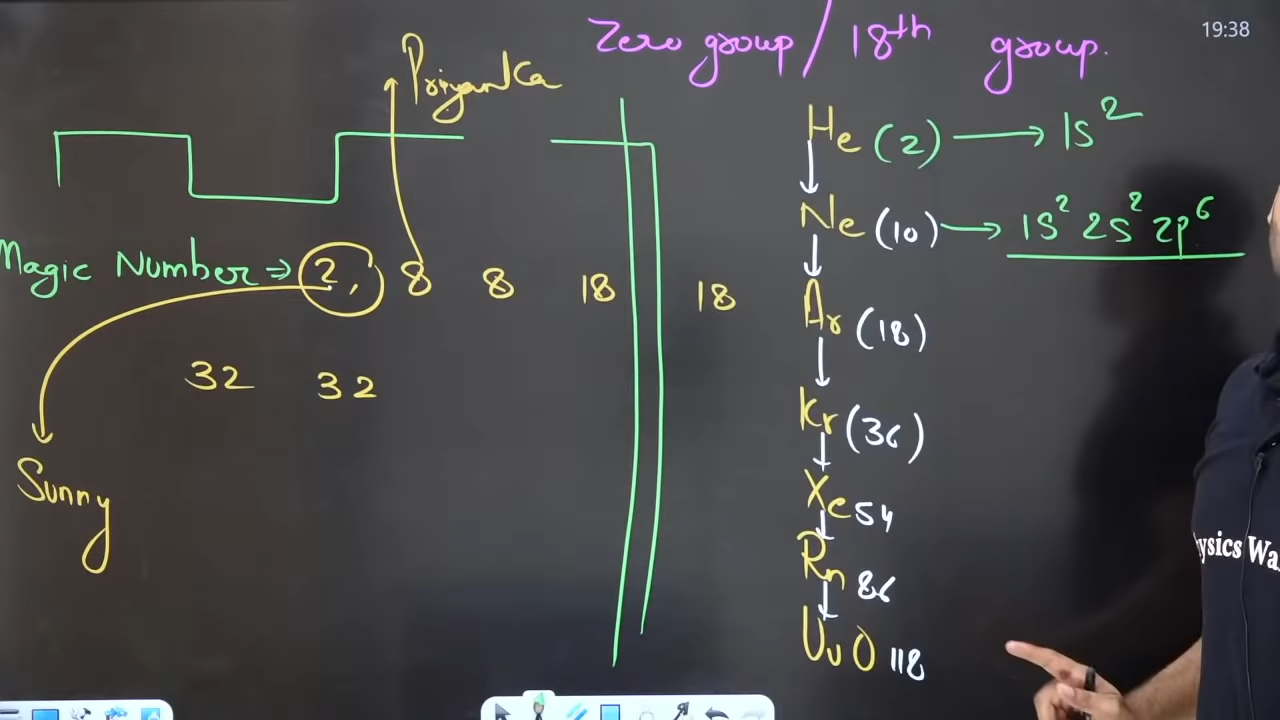 19:38
Zero group / 18th group.
Priyanka
He (2) → 1s²
Ne (10) → 1s² 2s² 2p⁶
Magic Number ⇒ 2, 8 8 18 18
Ar (18)
32 32
Kr (36)
Sunny
Xe 54
Rn 86
UuO 118
ysics Wa